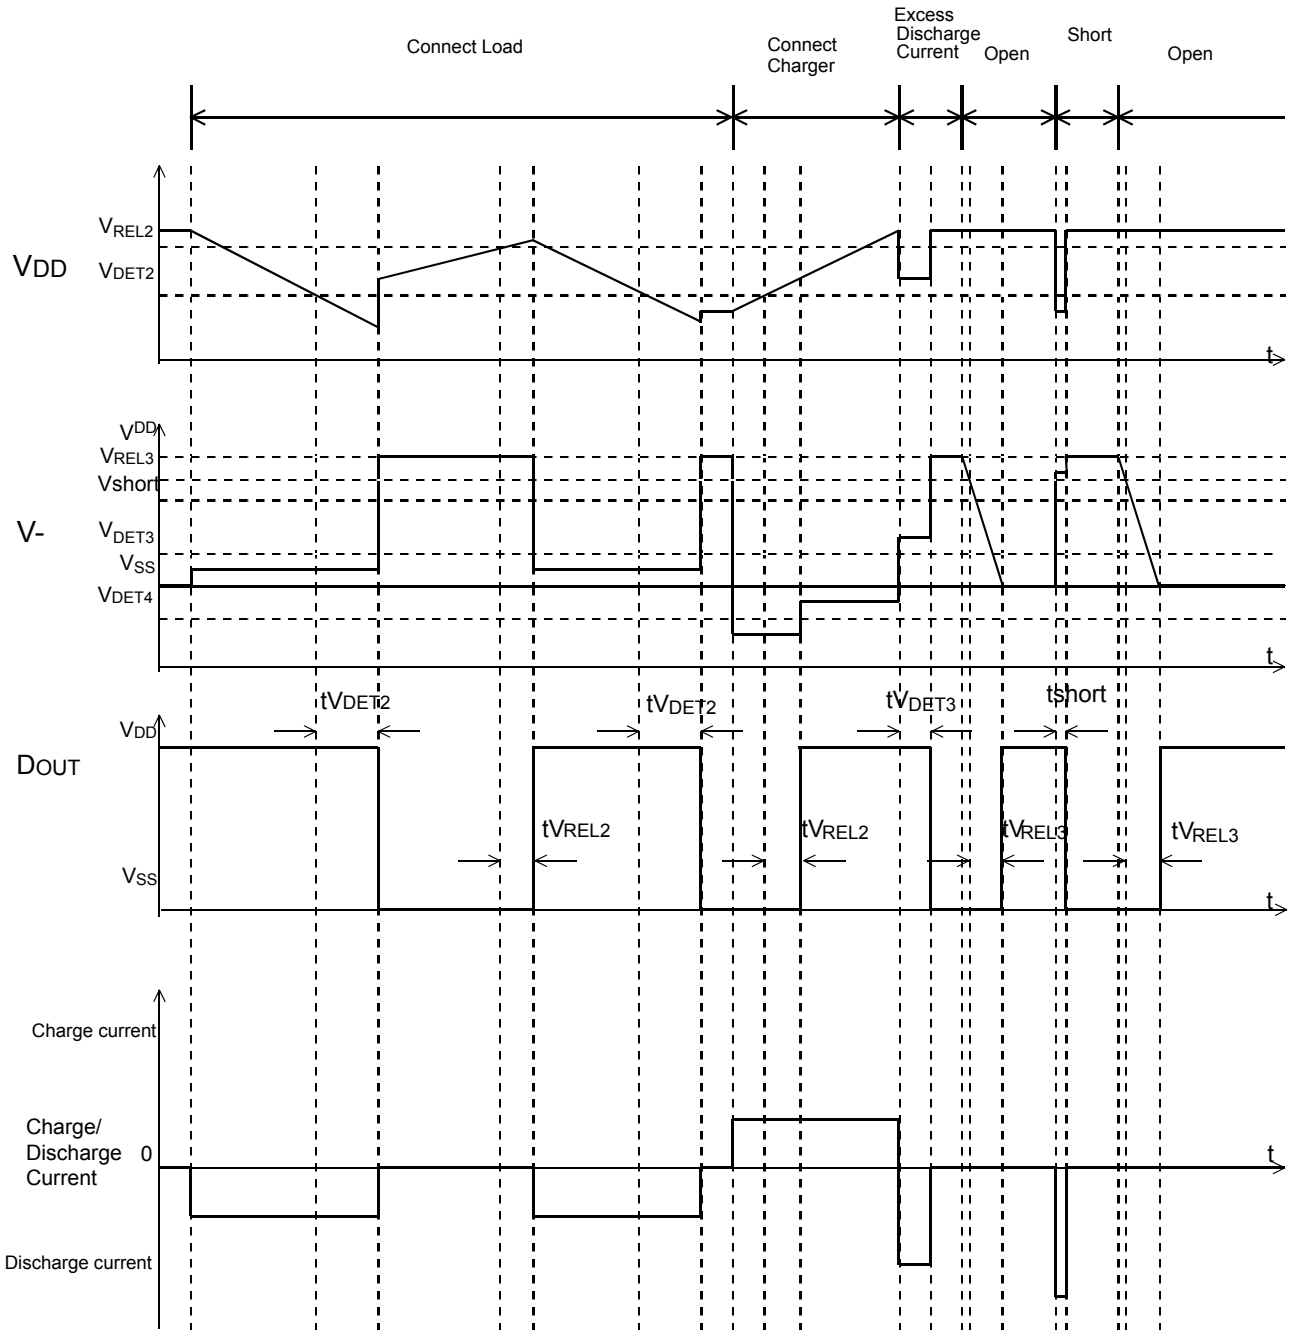 Connect Load
Connect
Charger
Excess
Discharge
Current
Open
Short
Open
VDD
VREL2
VDET2
t
V-
VDD
VREL3
Vshort
VDET3
VSS
VDET4
t
tVDET2
tVDET2
tVDET3
tshort
DOUT
VDD
tVREL2
tVREL2
tVREL3
tVREL3
VSS
t
Charge current
Charge/
Discharge 0
Current
t
Discharge current